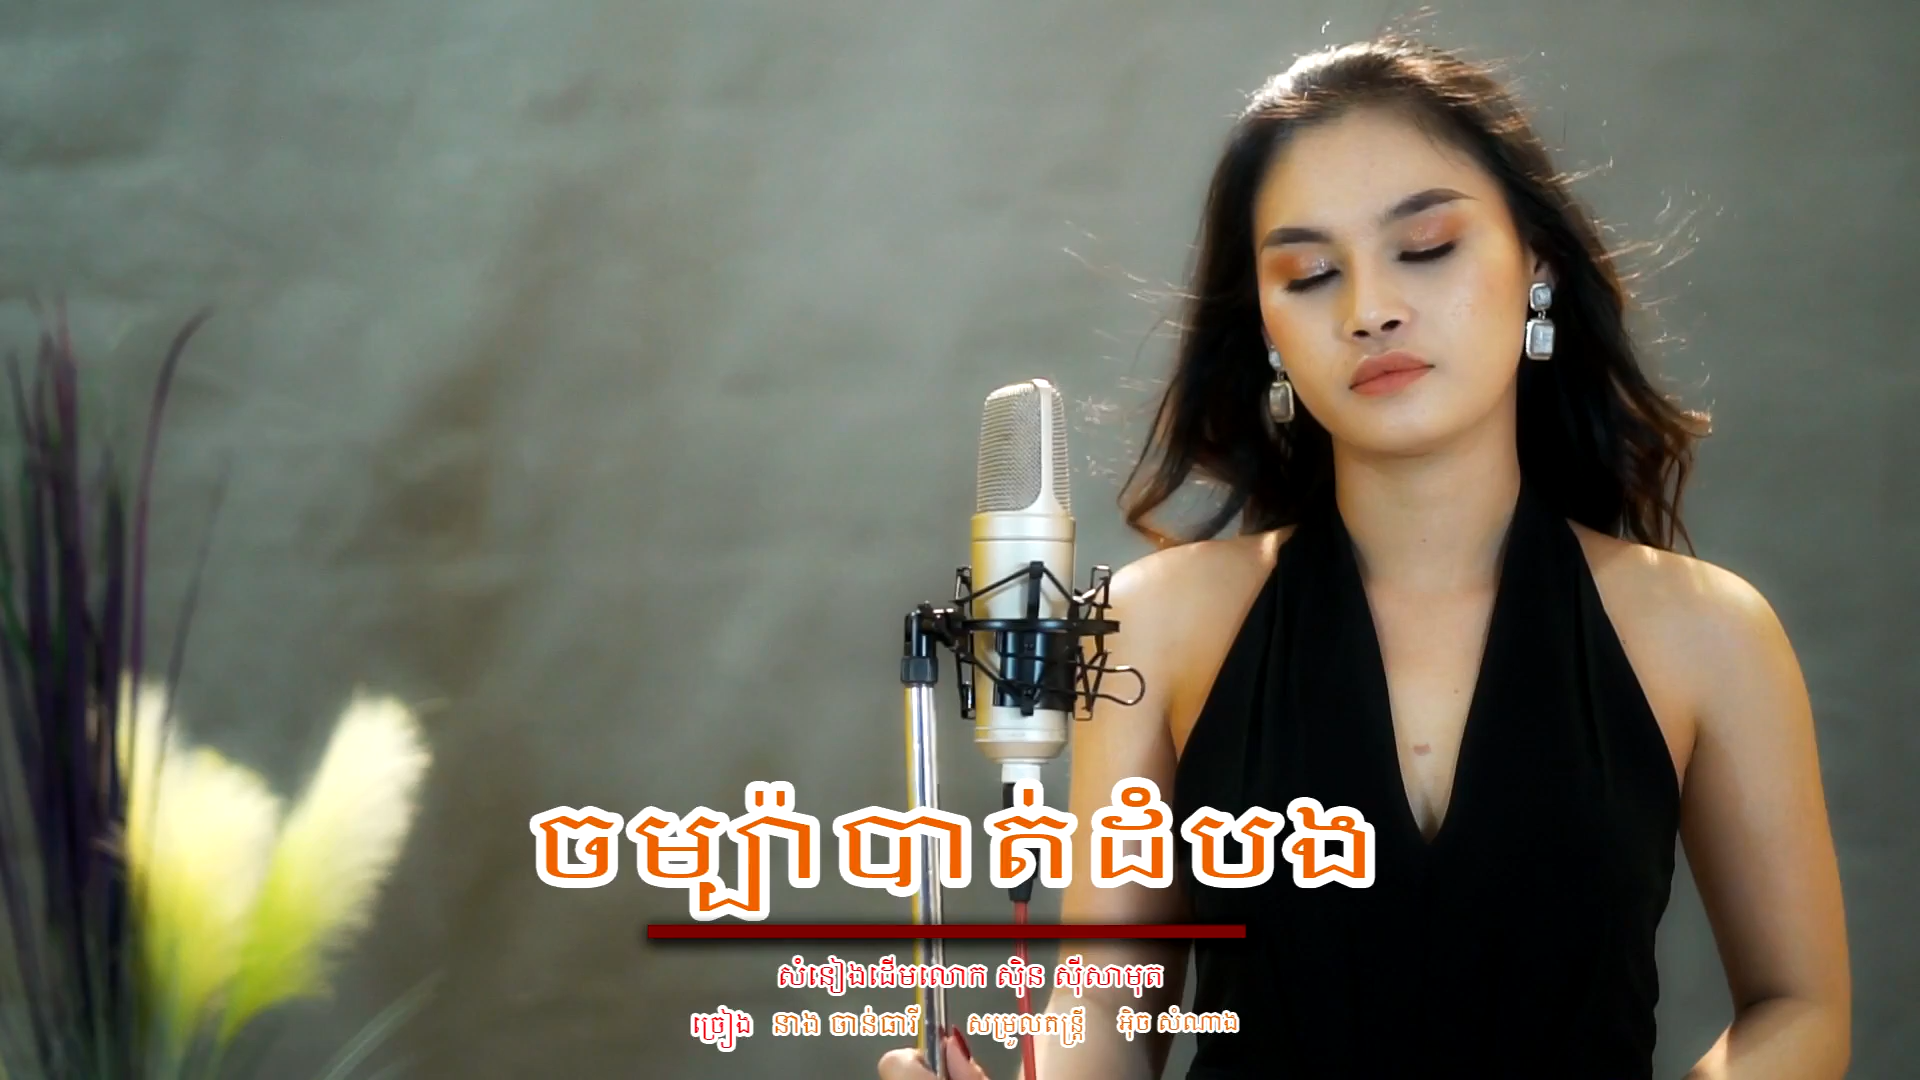 ចម្ប៉ាបាត់ដំបង
សំនៀងដើមលោក ស៊ិន ស៊ីសាមុត
ច្រៀង នាង ចាន់ធារី សម្រួលតន្ត្រី អ៊ិច សំណាង